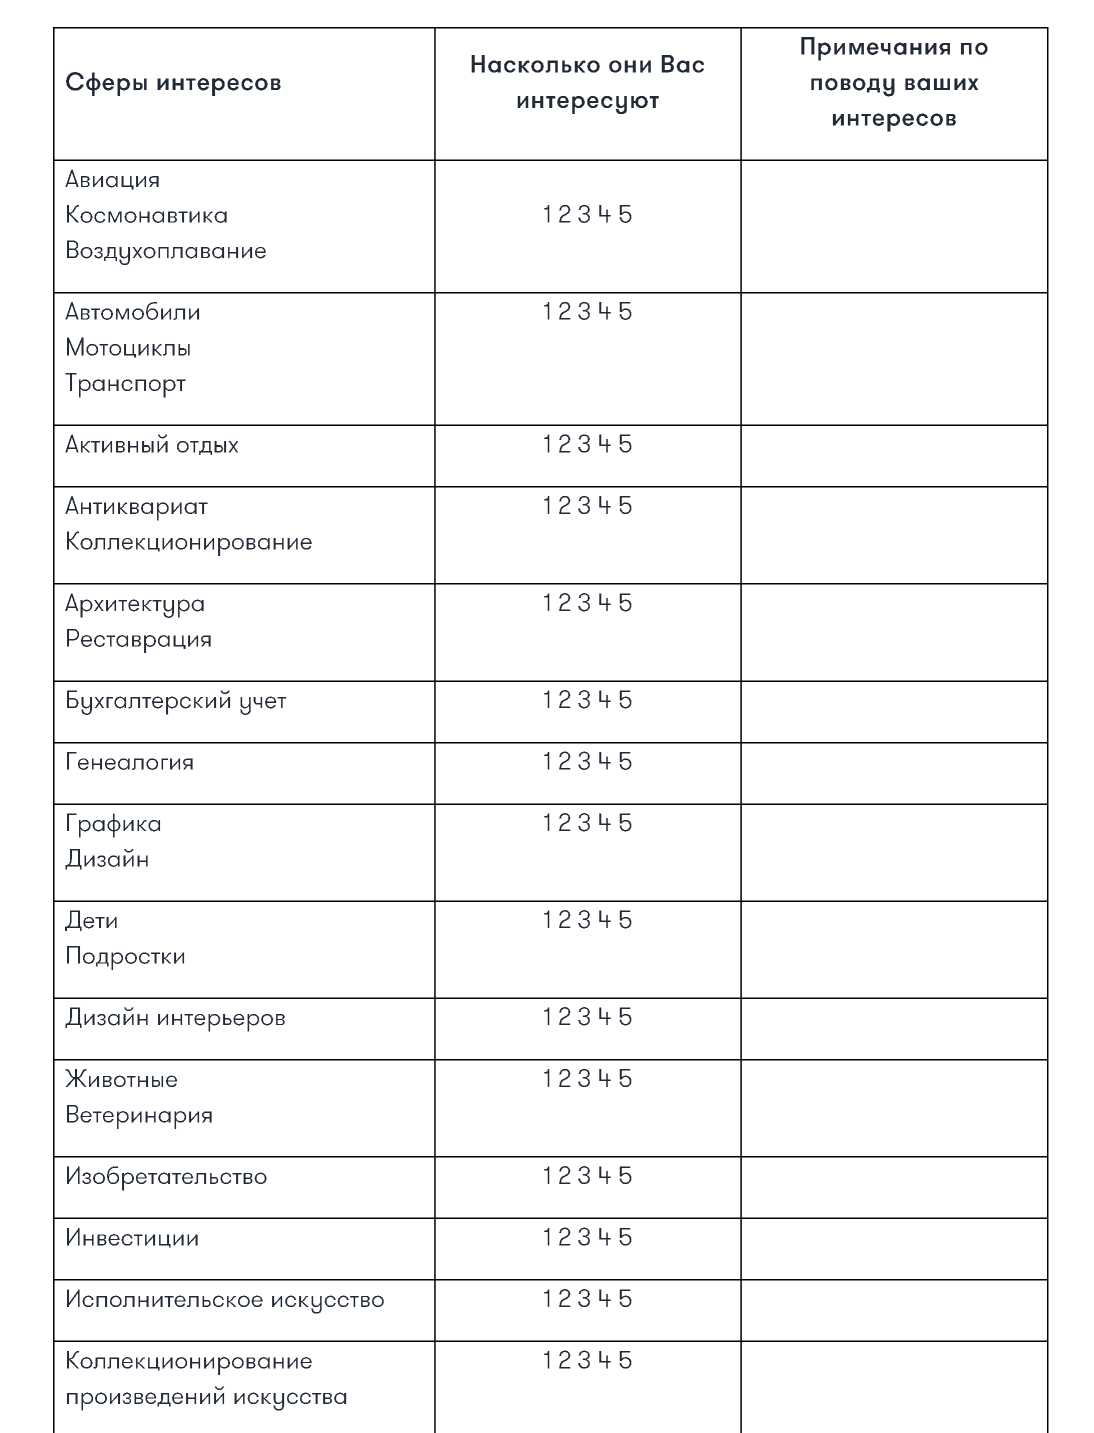 Сферы интересов
Насколько они Вас
интересуют
Примечания по
поводу ваших
интересов
Авиация
Космонавтика
Воздухоплавание
1 2 3 4 5
Автомобили
Мотоциклы
Транспорт
1 2 3 4 5
Активный отдых
1 2 3 4 5
Антиквариат
Коллекционирование
1 2 3 4 5
Архитектура
Реставрация
1 2 3 4 5
Бухгалтерский учет
1 2 3 4 5
Генеалогия
1 2 3 4 5
Графика
Дизайн
1 2 3 4 5
Дети
Подростки
1 2 3 4 5
Дизайн интерьеров
1 2 3 4 5
Животные
Ветеринария
1 2 3 4 5
Изобретательство
1 2 3 4 5
Инвестиции
1 2 3 4 5
Исполнительское искусство
1 2 3 4 5
Коллекционирование
произведений искусства
1 2 3 4 5